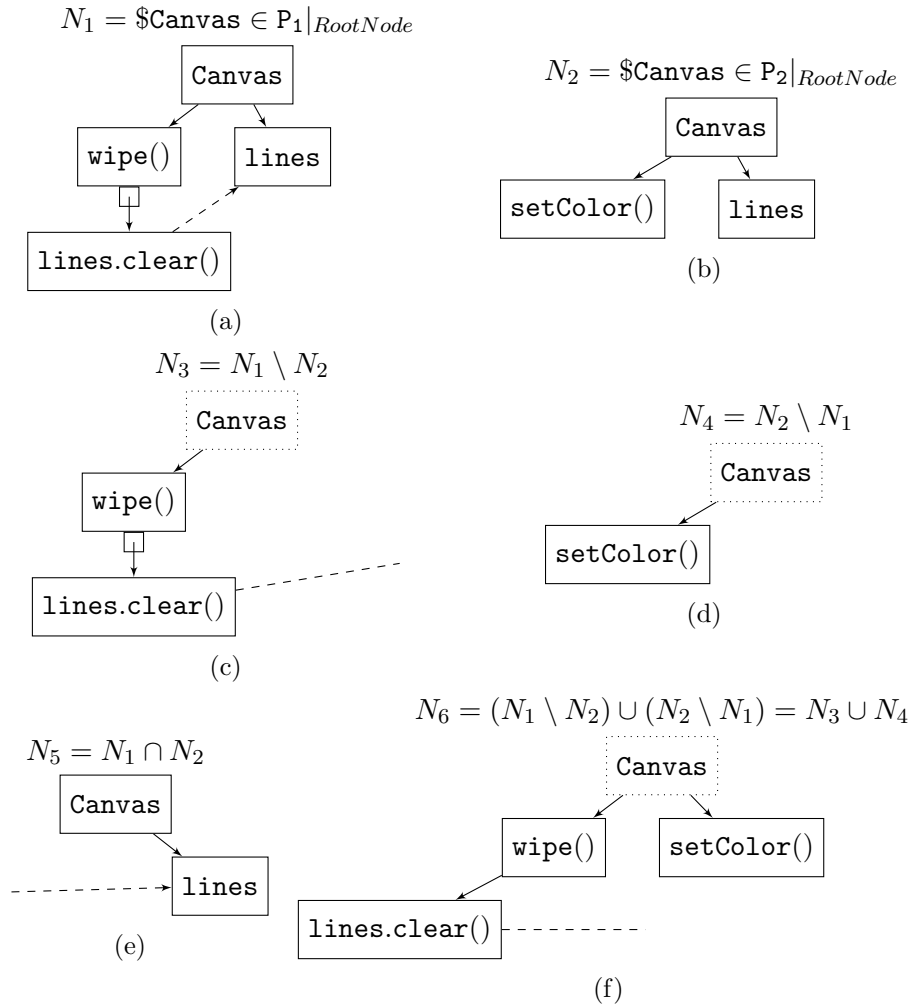 N₁ = $Canvas ∈ P₁|RootNode
Canvas
wipe()
lines
lines.clear()
(a)
N₂ = $Canvas ∈ P₂|RootNode
Canvas
setColor()
lines
(b)
N₃ = N₁ \ N₂
Canvas
wipe()
lines.clear()
(c)
N₄ = N₂ \ N₁
Canvas
setColor()
(d)
N₅ = N₁ ∩ N₂
Canvas
lines
(e)
N₆ = (N₁ \ N₂) ∪ (N₂ \ N₁) = N₃ ∪ N₄
Canvas
wipe()
setColor()
lines.clear()
(f)